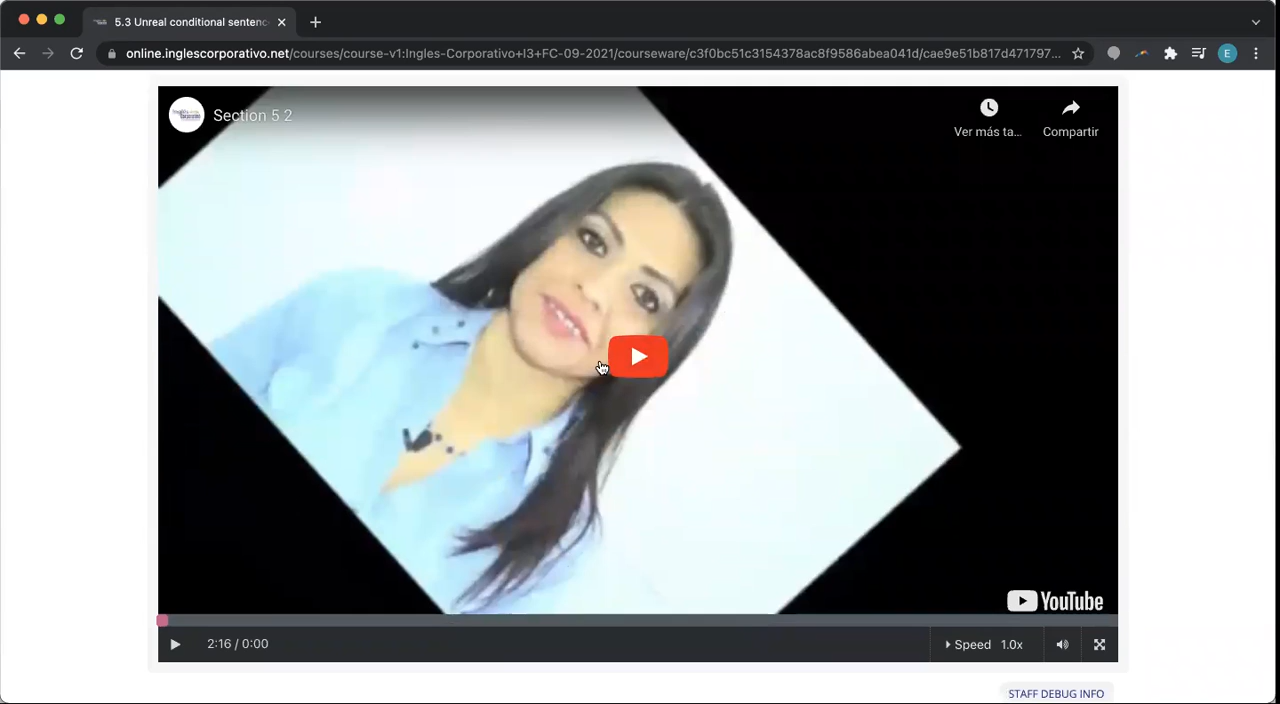 5.3 Unreal conditional sentenc
online.inglescorporativo.net/courses/course-v1:Ingles-Corporativo+I3+FC-09-2021/courseware/c3f0bc51c3154378ac8f9586abea041d/cae9e51b817d471797...
E
Section 5 2
Ver más ta...
Compartir
YouTube
2:16 / 0:00
Speed 1.0x
STAFF DEBUG INFO